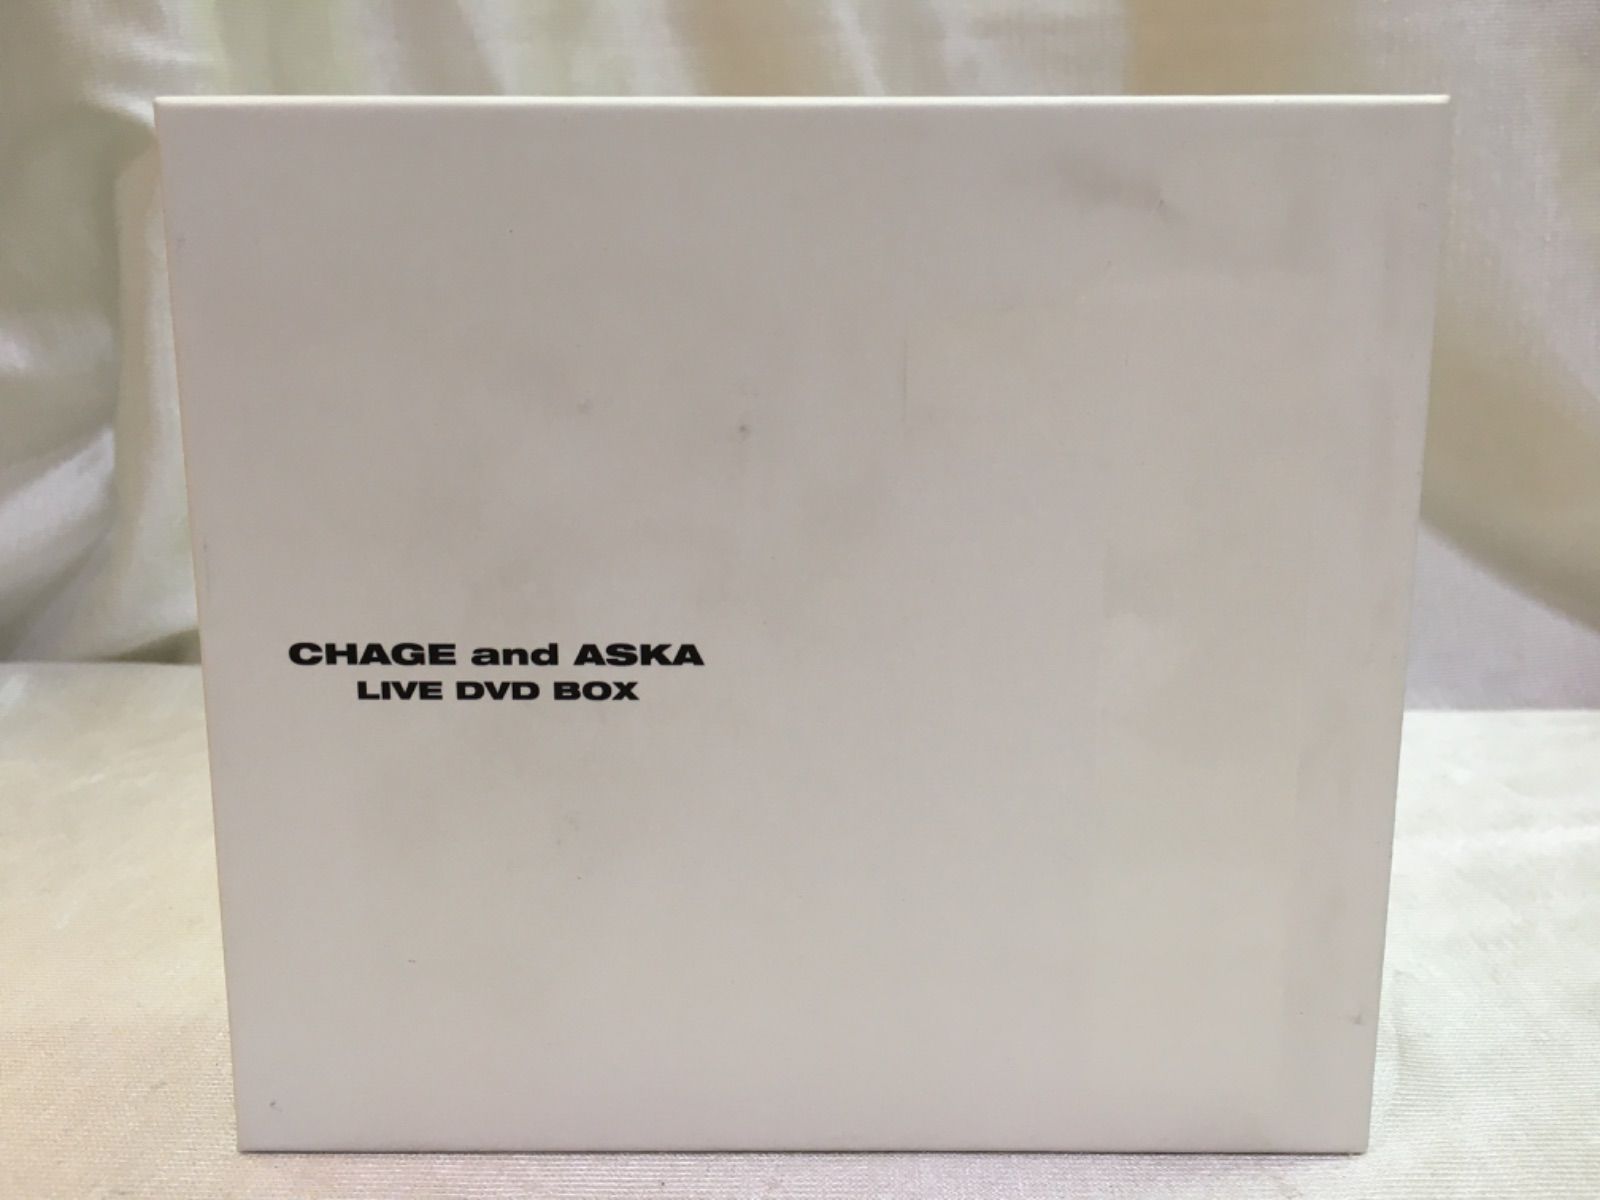 CHAGE and ASKA
LIVE DVD BOX